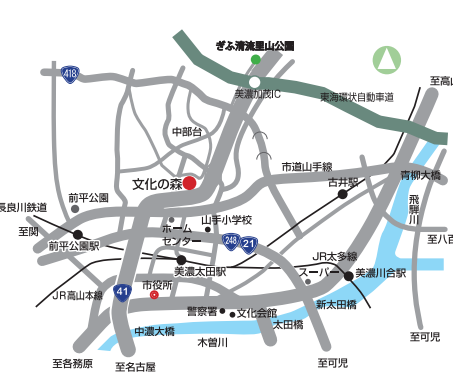 ぎふ清流里山公園
418
至高山
美濃加茂IC
東海環状自動車道
中部台
市道山手線
青柳大橋
文化の森
古井駅
前平公園
長良川鉄道
飛騨川
山手小学校
至関
ホーム
センター
248
21
前平公園駅
至八百
JR太多線
美濃太田駅
スーパー
美濃川合駅
41
市役所
JR高山本線
新太田橋
警察署
文化会館
太田橋
中濃大橋
木曽川
至可児
至各務原
至名古屋
至可児